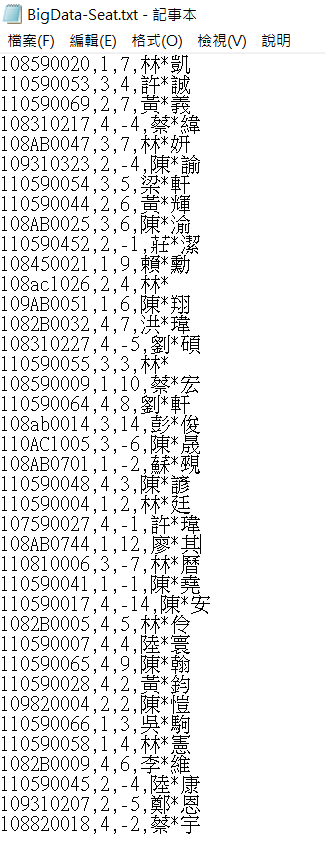 BigData-Seat.txt - 記事本
檔案(F) 編輯(E) 格式(O) 檢視(V) 說明
108590020,1,7,林*凱
110590053,3,4,許*誠
110590069,2,7,黃*義
108310217,4,-4,蔡*緯
108AB0047,3,7,林*妍
109310323,2,-4,陳*諭
110590054,3,5,梁*軒
110590044,2,6,黃*輝
108AB0025,3,6,陳*渝
110590452,2,-1,莊*潔
108450021,1,9,賴*勳
108ac1026,2,4,林*
109AB0051,1,6,陳*翔
1082B0032,4,7,洪*瑋
108310227,4,-5,劉*碩
110590055,3,3,林*
108590009,1,10,蔡*宏
110590064,4,8,劉*軒
108ab0014,3,14,彭*俊
110AC1005,3,-6,陳*晟
108AB0701,1,-2,蘇*覡
110590048,4,3,陳*諺
110590004,1,2,林*廷
107590027,4,-1,許*瑋
108AB0744,1,12,廖*其
110810006,3,-7,林*曆
110590041,1,-1,陳*堯
110590017,4,-14,陳*安
1082B0005,4,5,林*伶
110590007,4,4,陸*寰
110590065,4,9,陳*翰
110590028,4,2,黃*鈞
109820004,2,2,陳*愷
110590066,1,3,吳*駒
110590058,1,4,林*憲
1082B0009,4,6,李*維
110590045,2,-4,陸*康
109310207,2,-5,鄭*恩
108820018,4,-2,蔡*宇